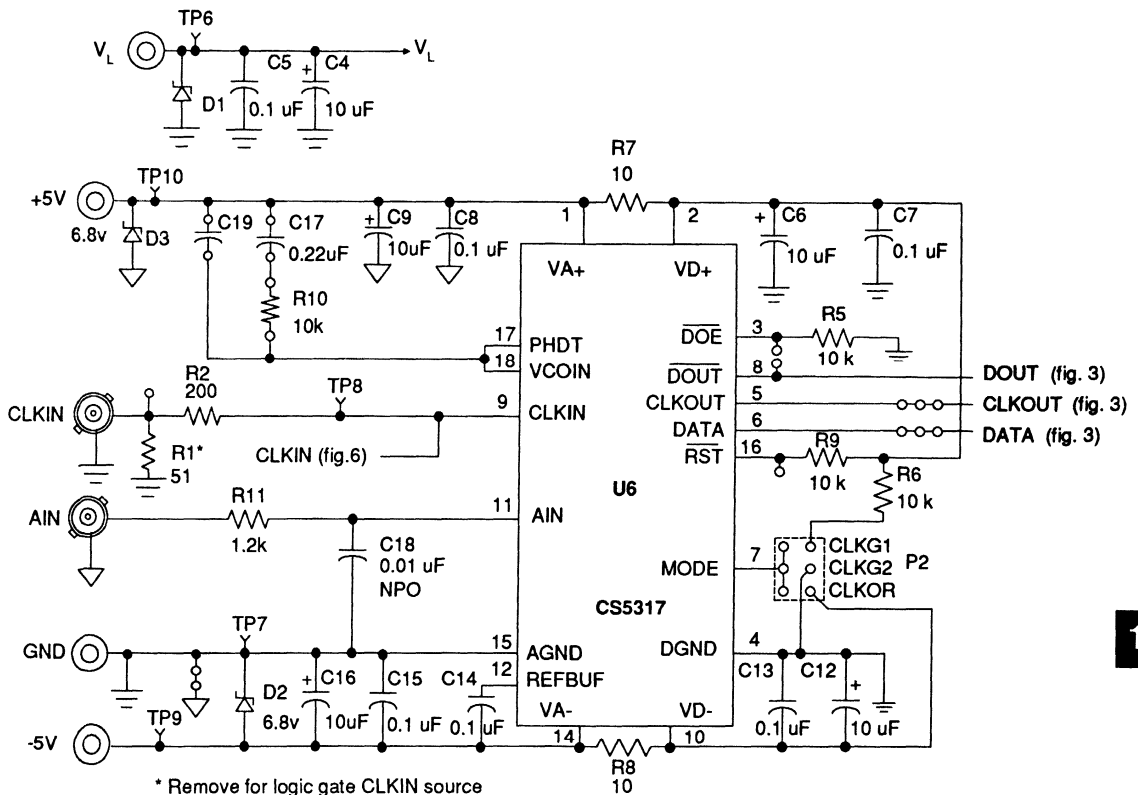 TP6
V_L
V_L
C5
+ C4
D1
0.1 uF
10 uF
R7
10
TP10
+5V
6.8v
D3
C19
C17
0.22uF
+ C9
10uF
C8
0.1 uF
1
2
+ C6
10 uF
C7
0.1 uF
VA+
VD+
R10
10k
17
PHDT
18
VCOIN
DOE
3
R5
10 k
DOUT
8
DOUT (fig. 3)
R2
200
TP8
CLKIN
9
CLKIN
CLKOUT
5
CLKOUT (fig. 3)
DATA
6
DATA (fig. 3)
R1*
51
CLKIN (fig.6)
RST
16
R9
10 k
R6
10 k
U6
AIN
R11
1.2k
11
AIN
C18
0.01 uF
NPO
MODE
7
CLKG1
CLKG2
CLKOR
P2
CS5317
1
GND
TP7
15
AGND
DGND
4
12
REFBUF
D2
6.8v
+ C16
10uF
C15
0.1 uF
C14
0.1 uF
C13
0.1 uF
C12
+
10 uF
VA-
VD-
-5V
TP9
14
10
R8
10
* Remove for logic gate CLKIN source